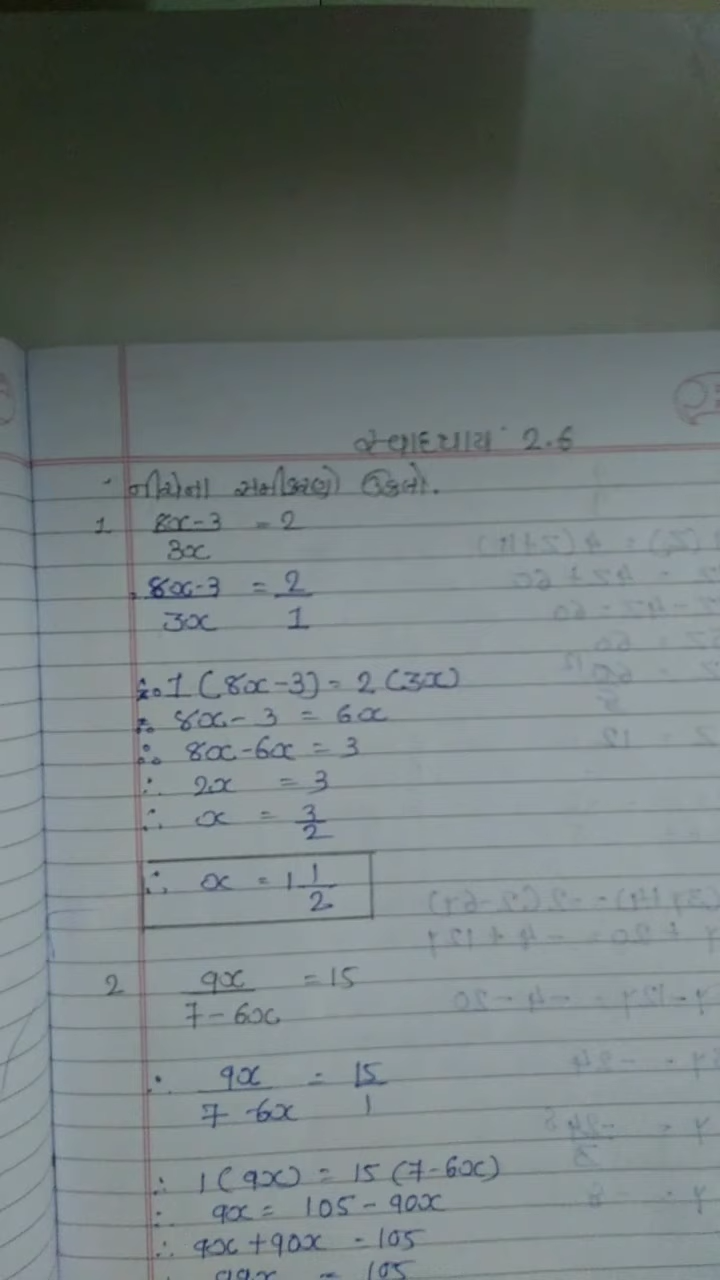 સ્વાધ્યાય 2.6
નીચેના સમીકરણો ઉકેલો.
1 8x-3 = 2
3x
8x-3 = 2
3x 1
∴ 1 (8x-3) = 2 (3x)
∴ 8x - 3 = 6x
∴ 8x-6x = 3
∴ 2x = 3
∴ x = 3/2
∴ x = 1 1/2
2 9x = 15
7-6x
∴ 9x = 15
7-6x 1
∴ 1(9x) = 15 (7-6x)
∴ 9x = 105 - 90x
∴ 9x + 90x = 105
99x = 105